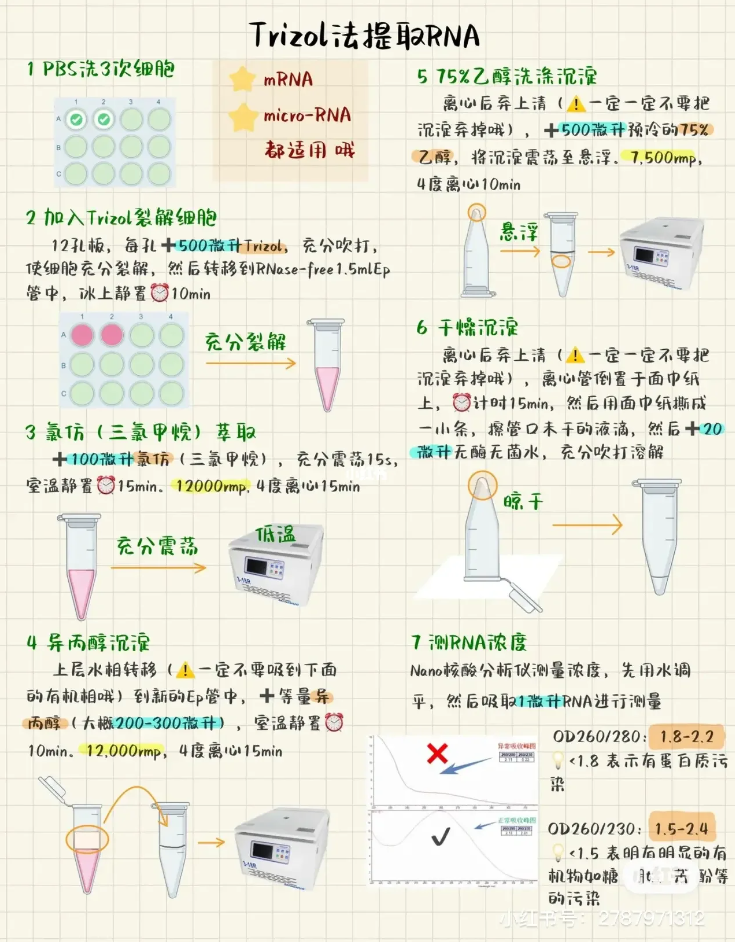 Trizol法提取RNA
1 PBS洗3次细胞
1 2 3 4
A
B
C
mRNA
micro-RNA
都适用 哦
2 加入Trizol裂解细胞
12孔板，每孔➕500微升Trizol，充分吹打，
使细胞充分裂解，然后转移到RNase-free1.5mlEp
管中，冰上静置⏰10min
1 2 3 4
A
B
C
充分裂解
3 氯仿（三氯甲烷）萃取
➕100微升氯仿（三氯甲烷），充分震荡15s，
室温静置⏰15min。12000rmp，4度离心15min
充分震荡
低温
4 异丙醇沉淀
上层水相转移（⚠️一定不要吸到下面
的有机相哦）到新的Ep管中，➕等量异
丙醇（大概200-300微升），室温静置⏰
10min。12,000rmp，4度离心15min
5 75%乙醇洗涤沉淀
离心后弃上清（⚠️一定一定不要把
沉淀弃掉哦），➕500微升预冷的75%
乙醇，将沉淀震荡至悬浮。7,500rmp，
4度离心10min
悬浮
6 干燥沉淀
离心后弃上清（⚠️一定一定不要把
沉淀弃掉哦），离心管倒置于面巾纸
上，⏰计时15min，然后用面巾纸撕成
一小条，擦管口未干的液滴，然后➕20
微升无酶无菌水，充分吹打溶解
晾干
7 测RNA浓度
Nano核酸分析仪测量浓度，先用水调
平，然后吸取1微升RNA进行测量
异常吸收峰图
正常吸收峰图
OD260/280：1.8-2.2
💡<1.8 表示有蛋白质污
染
OD260/230：1.5-2.4
💡<1.5 表明有明显的有
机物如糖 苯酚等
的污染
小红书号：2787971312